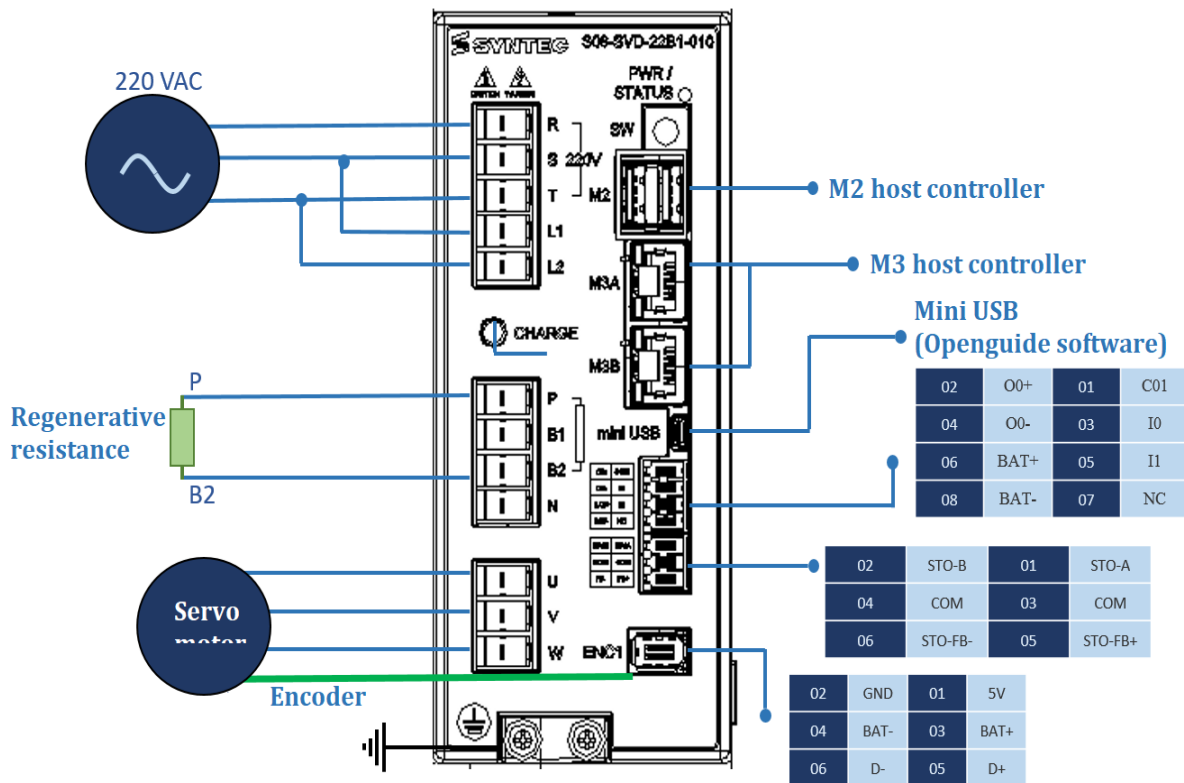 SYNTEC
S08-SVD-22B1-010
PWR /
STATUS
220 VAC
R
SW
S 220V
T
M2
M2 host controller
L1
L2
M3A
M3 host controller
CHARGE
Mini USB
(Openguide software)
M3B
P
Regenerative
resistance
B2
P
B1
mini USB
B2
N
02 O0+ 01 C01
04 O0- 03 I0
06 BAT+ 05 I1
08 BAT- 07 NC
02 STO-B 01 STO-A
04 COM 03 COM
06 STO-FB- 05 STO-FB+
Servo
motor
U
V
W
ENC1
Encoder
02 GND 01 5V
04 BAT- 03 BAT+
06 D- 05 D+